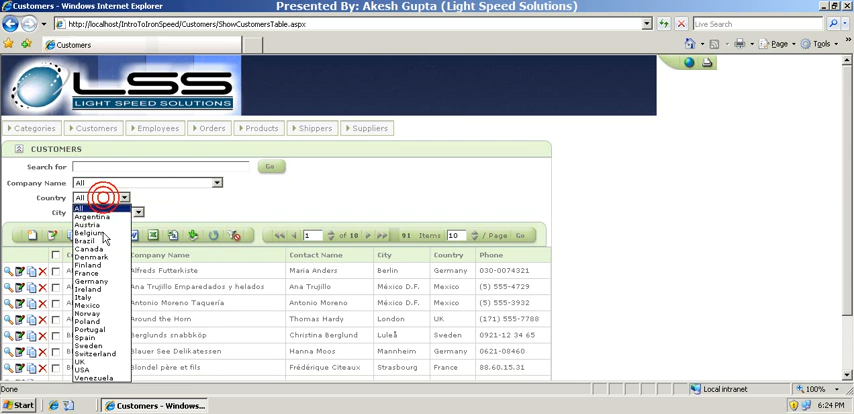 Customers - Windows Internet Explorer
Presented By: Akesh Gupta (Light Speed Solutions)
http://localhost/IntroToIronSpeed/Customers/ShowCustomersTable.aspx
Live Search
Customers
Page
Tools
LSS
LIGHT SPEED SOLUTIONS
Categories Customers Employees Orders Products Shippers Suppliers
CUSTOMERS
Search for Go
Company Name All
Country All
City
All
Argentina
Austria
Belgium
Brazil
Canada
Denmark
Finland
France
Germany
Ireland
Italy
Mexico
Norway
Poland
Portugal
Spain
Sweden
Switzerland
UK
USA
Venezuela
1 of 10 91 Items 10 / Page Go
Company Name Contact Name City Country Phone
Alfreds Futterkiste Maria Anders Berlin Germany 030-0074321
Ana Trujillo Emparedados y helados Ana Trujillo México D.F. Mexico (5) 555-4729
Antonio Moreno Taquería Antonio Moreno México D.F. Mexico (5) 555-3932
Around the Horn Thomas Hardy London UK (171) 555-7788
Berglunds snabbköp Christina Berglund Luleå Sweden 0921-12 34 65
Blauer See Delikatessen Hanna Moos Mannheim Germany 0621-08460
Blondel père et fils Frédérique Citeaux Strasbourg France 88.60.15.31
Done
Local intranet
100%
Start
Customers - Windows...
6:24 PM